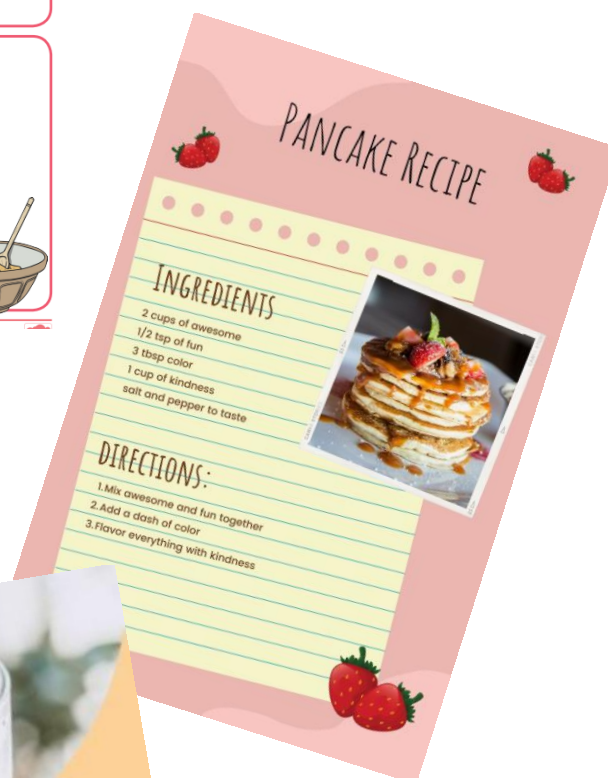 PANCAKE RECIPE
INGREDIENTS
2 cups of awesome
1/2 tsp of fun
3 tbsp color
1 cup of kindness
salt and pepper to taste
DIRECTIONS:
1.Mix awesome and fun together
2.Add a dash of color
3.Flavor everything with kindness